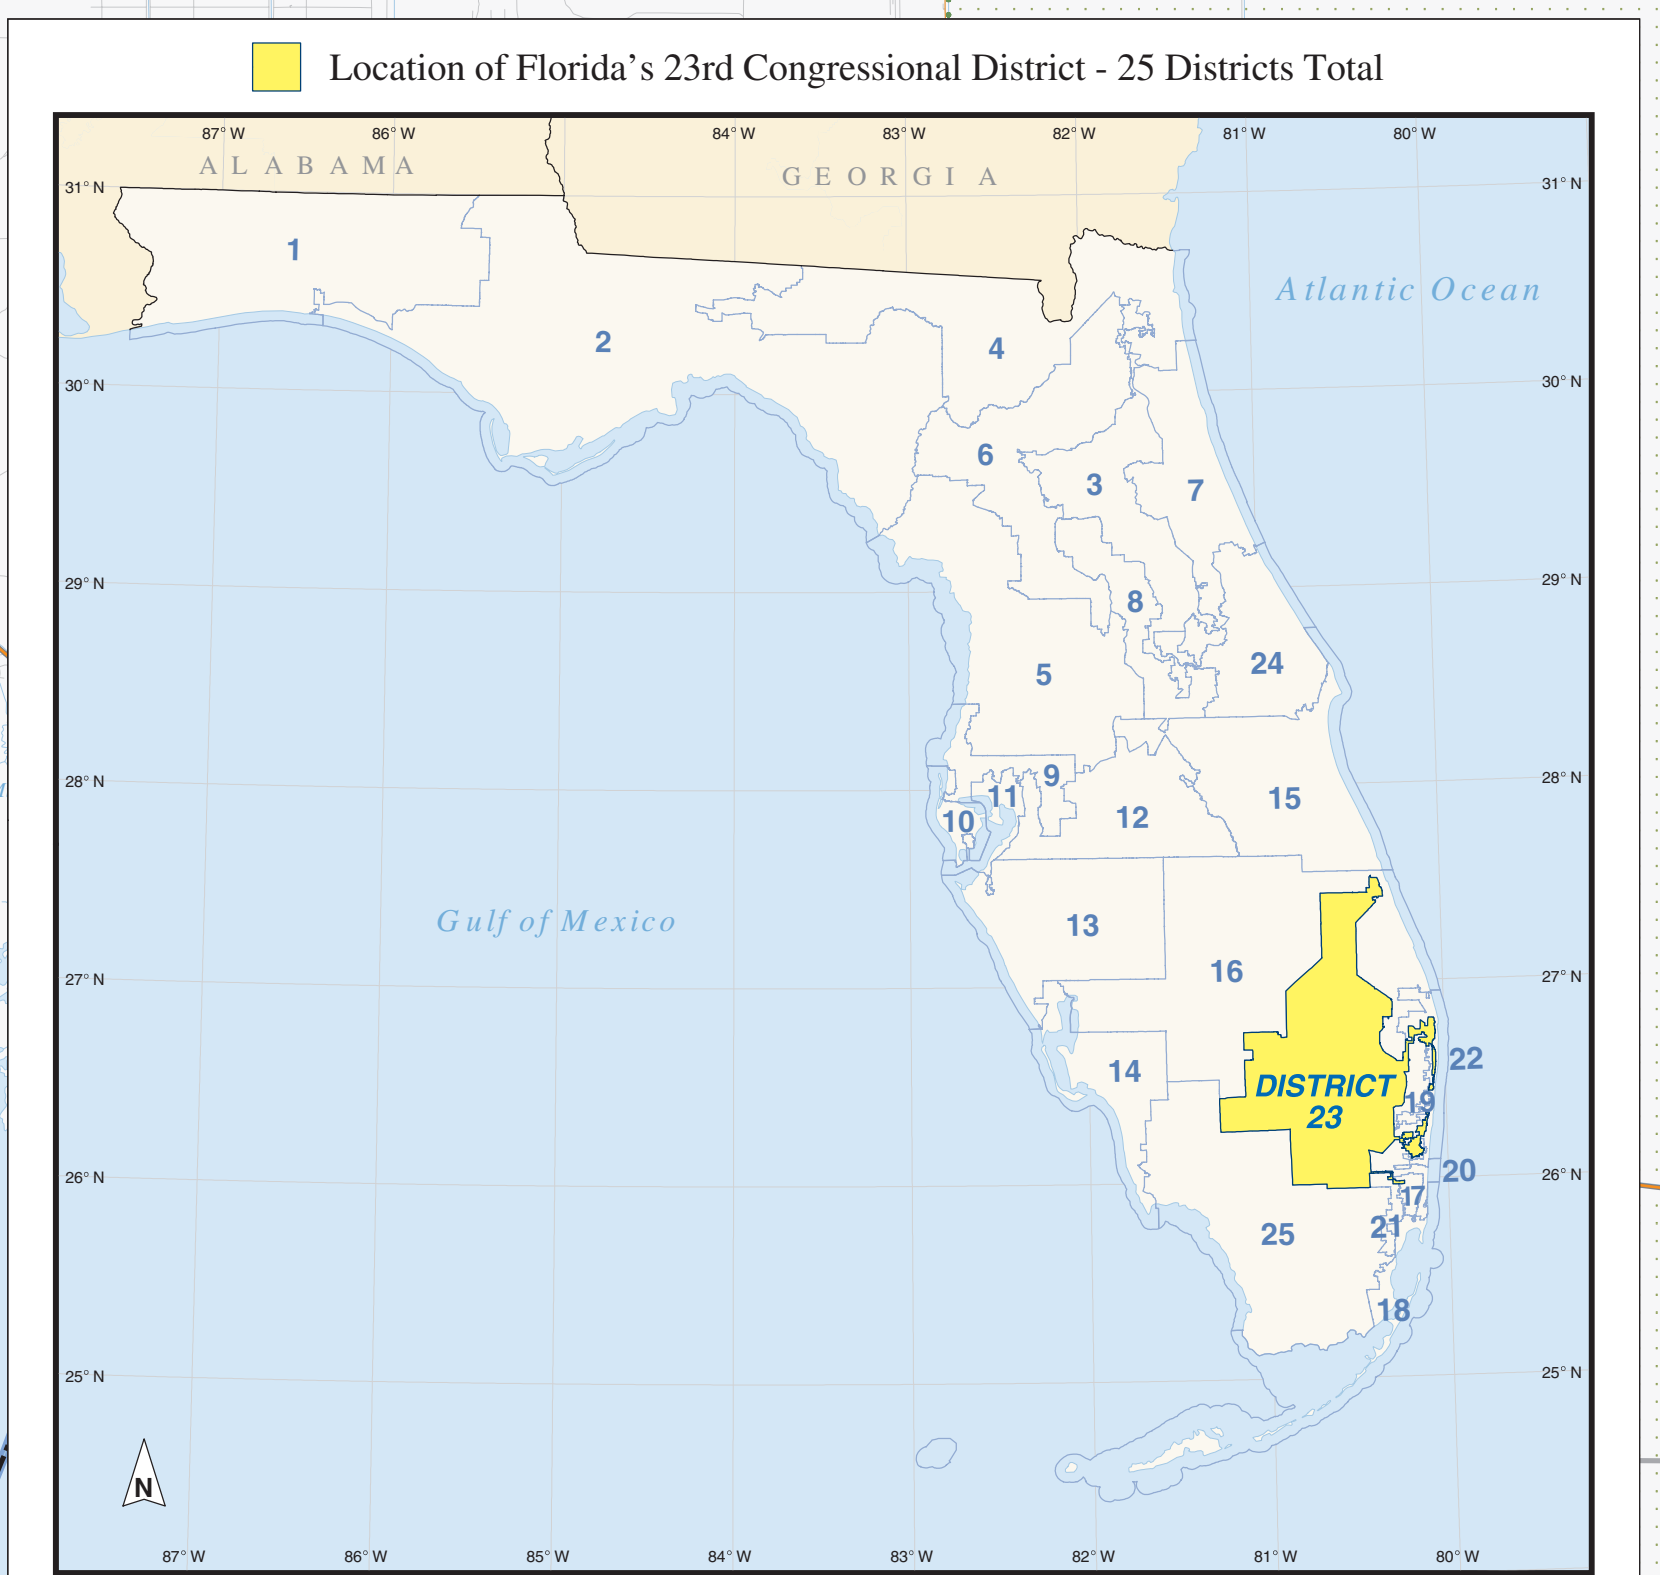 Location of Florida’s 23rd Congressional District - 25 Districts Total
87° W 86° W 84° W 83° W 82° W 81° W 80° W
ALABAMA
GEORGIA
31° N 31° N
1
Atlantic Ocean
2
4
30° N 30° N
6
3
7
29° N 29° N
8
24
5
28° N 28° N
9
11
15
12
10
Gulf of Mexico
13
16
27° N 27° N
22
14
DISTRICT
23
19
20
26° N 26° N
17
21
25
18
25° N 25° N
N
87° W 86° W 85° W 84° W 83° W 82° W 81° W 80° W